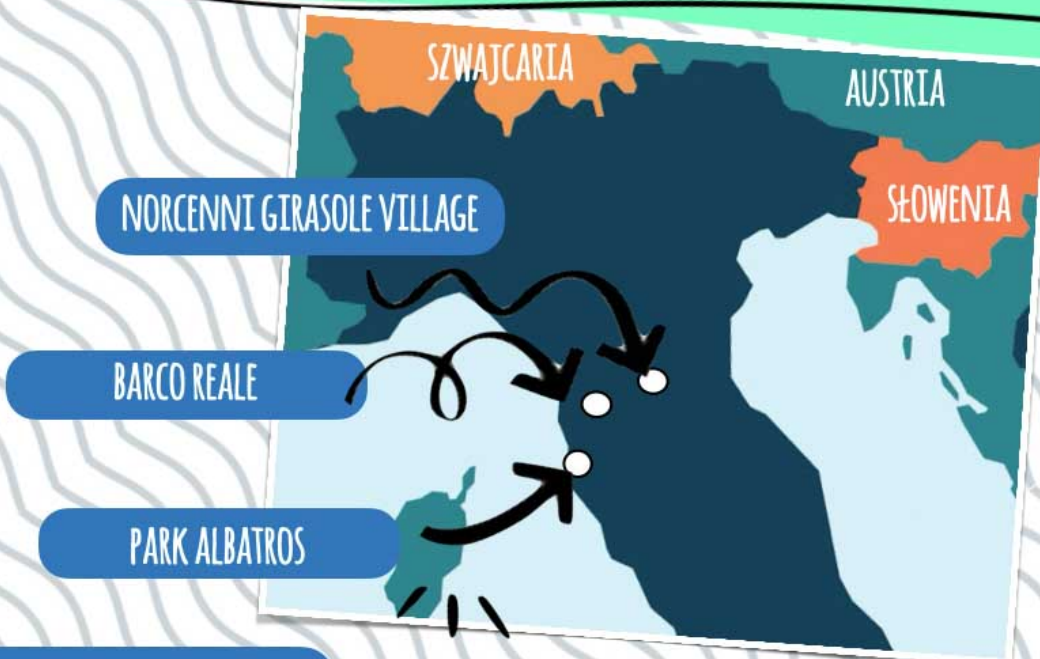 SZWAJCARIA
AUSTRIA
SŁOWENIA
NORCENNI GIRASOLE VILLAGE
BARCO REALE
PARK ALBATROS